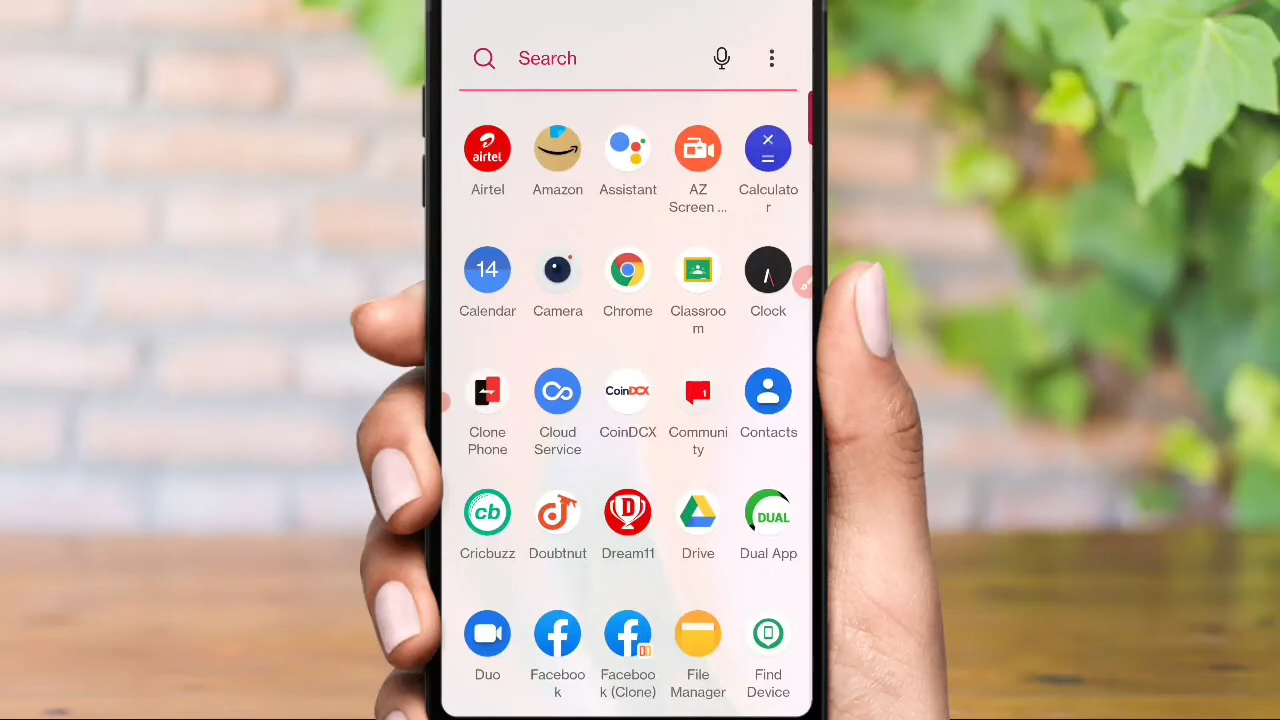 Search
airtel
Airtel
Amazon
Assistant
AZ
Screen ...
Calculato
r
14
Calendar
Camera
Chrome
Classroo
m
Clock
Clone
Phone
Cloud
Service
CoinDCX
CoinDCX
1
Communi
ty
Contacts
cb
Cricbuzz
Doubtnut
D
Dream11
Drive
DUAL
Dual App
Duo
Faceboo
k
Faceboo
k (Clone)
File
Manager
Find
Device